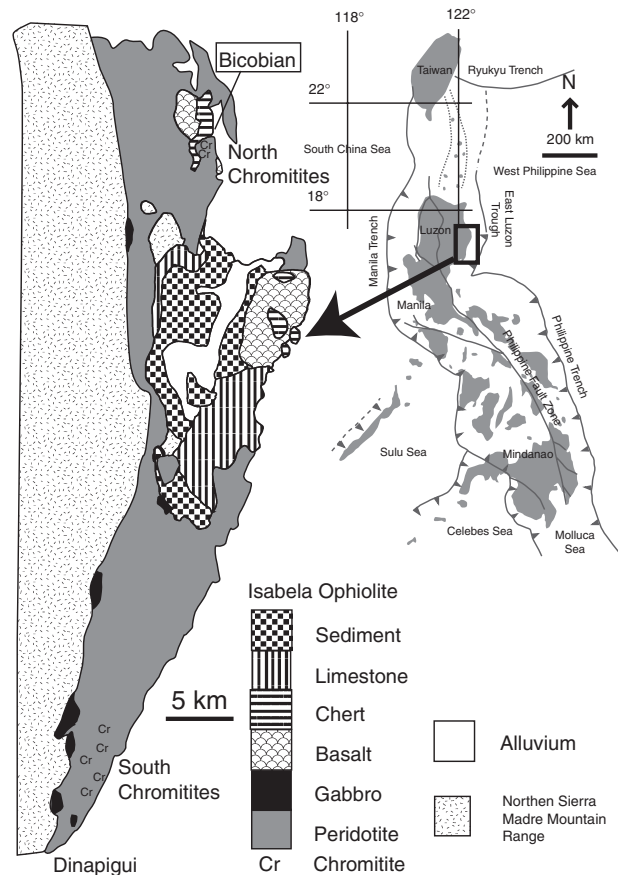 118°
122°
Bicobian
Taiwan
Ryukyu Trench
N
22°
200 km
Cr
Cr
North
Chromitites
South China Sea
West Philippine Sea
18°
Luzon
East Luzon
Trough
Manila Trench
Manila
Philippine Fault Zone
Philippine Trench
Sulu Sea
Mindanao
Celebes Sea
Molluca
Sea
Isabela Ophiolite
Sediment
Limestone
5 km
Chert
Basalt
Alluvium
Gabbro
Peridotite
Northen Sierra
Madre Mountain
Range
Cr Chromitite
Cr
Cr
Cr
Cr
Cr
South
Chromitites
Dinapigui